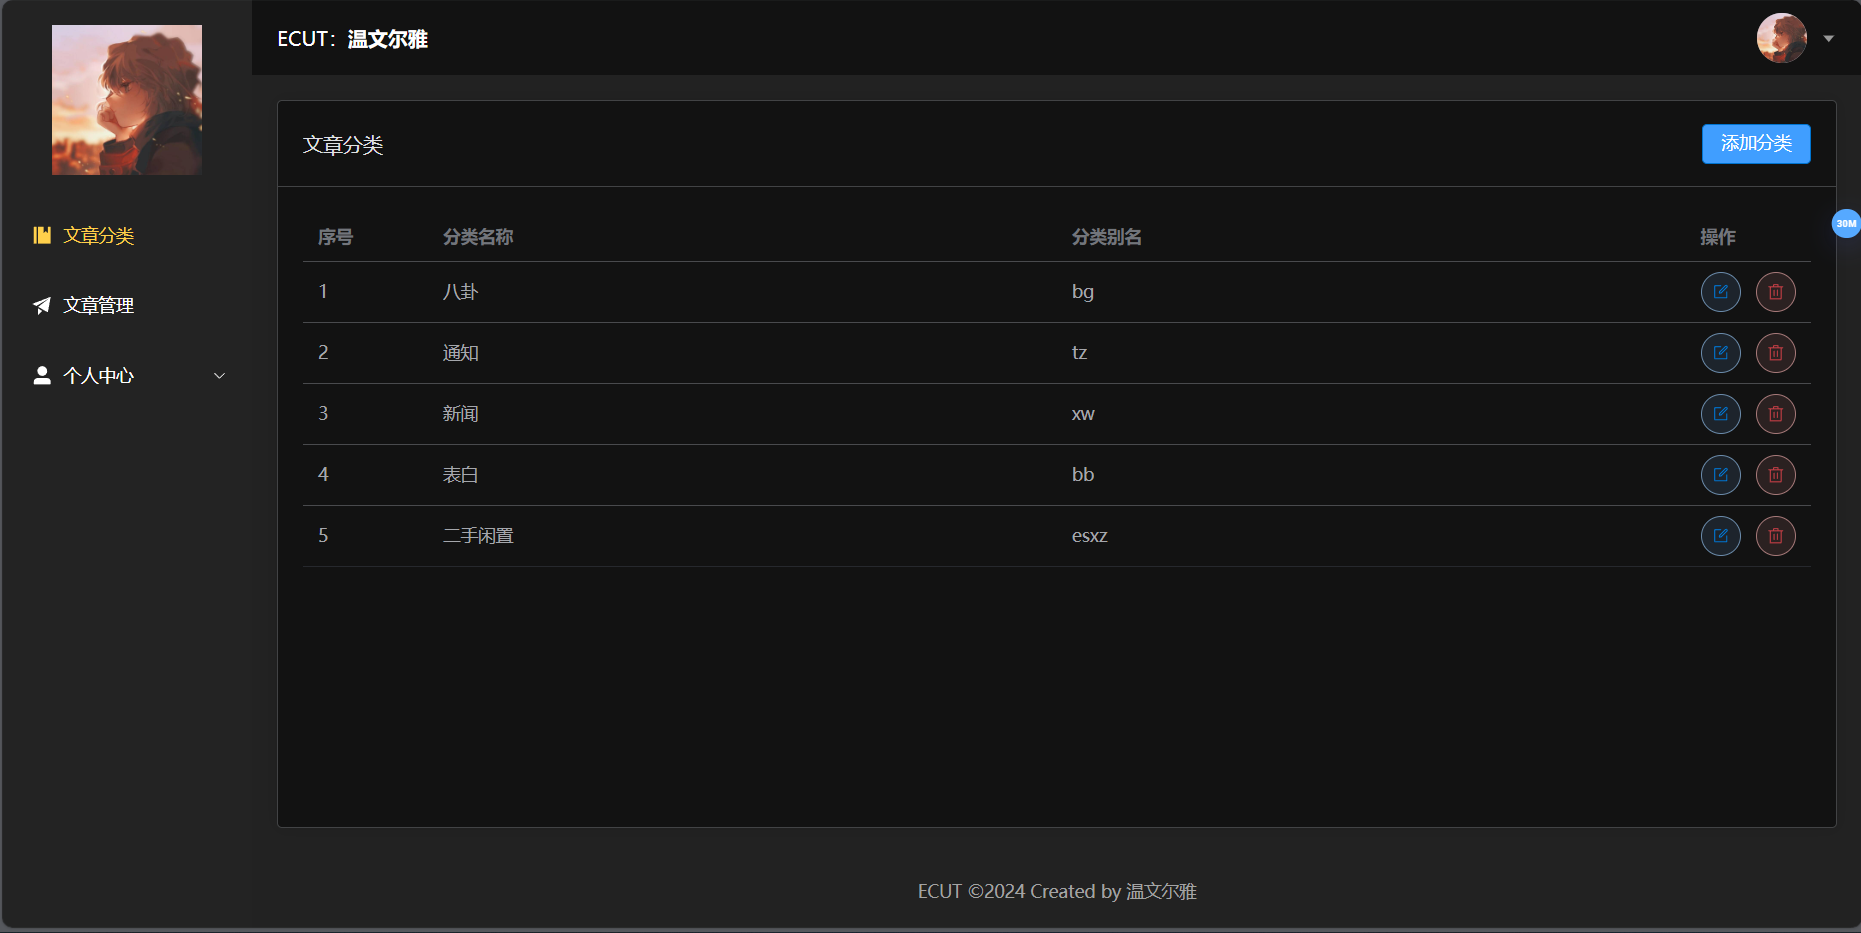 ECUT：温文尔雅
文章分类
文章管理
个人中心
文章分类
添加分类
序号 分类名称 分类别名 操作
1 八卦 bg
2 通知 tz
3 新闻 xw
4 表白 bb
5 二手闲置 esxz
30M
ECUT ©2024 Created by 温文尔雅